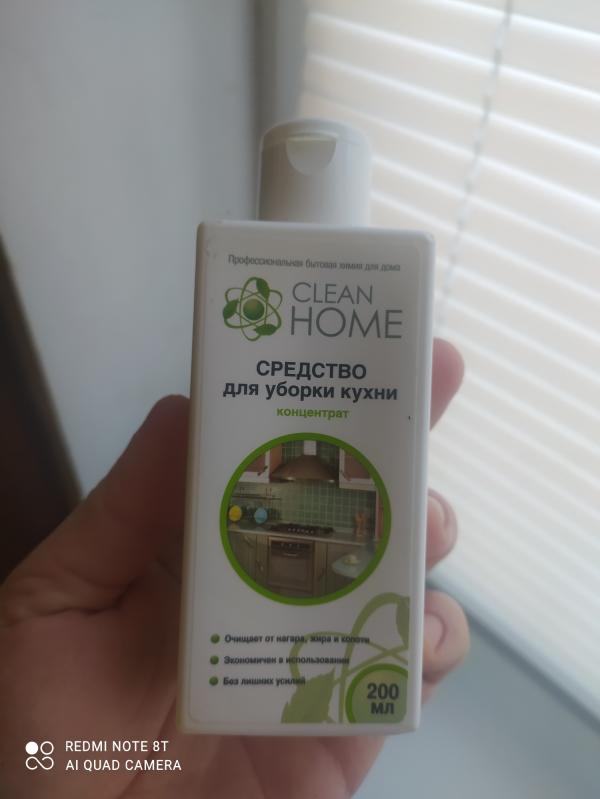 Профессиональная бытовая химия для дома
CLEAN
HOME
СРЕДСТВО
для уборки кухни
концентрат
Очищает от нагара, жира и копоти
Экономичен в использовании
Без лишних усилий
200
МЛ
REDMI NOTE 8T
AI QUAD CAMERA